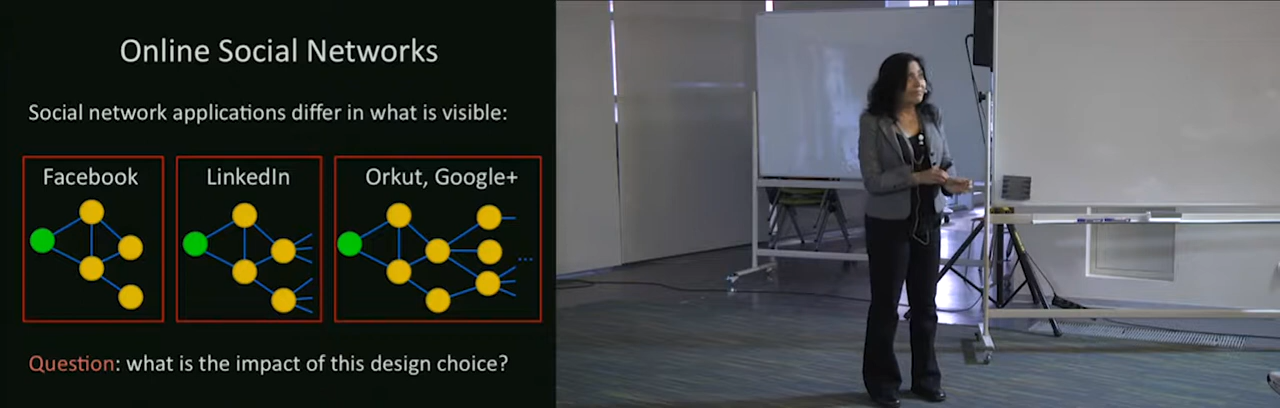 Online Social Networks
Social network applications differ in what is visible:
Facebook
LinkedIn
Orkut, Google+
...
Question: what is the impact of this design choice?